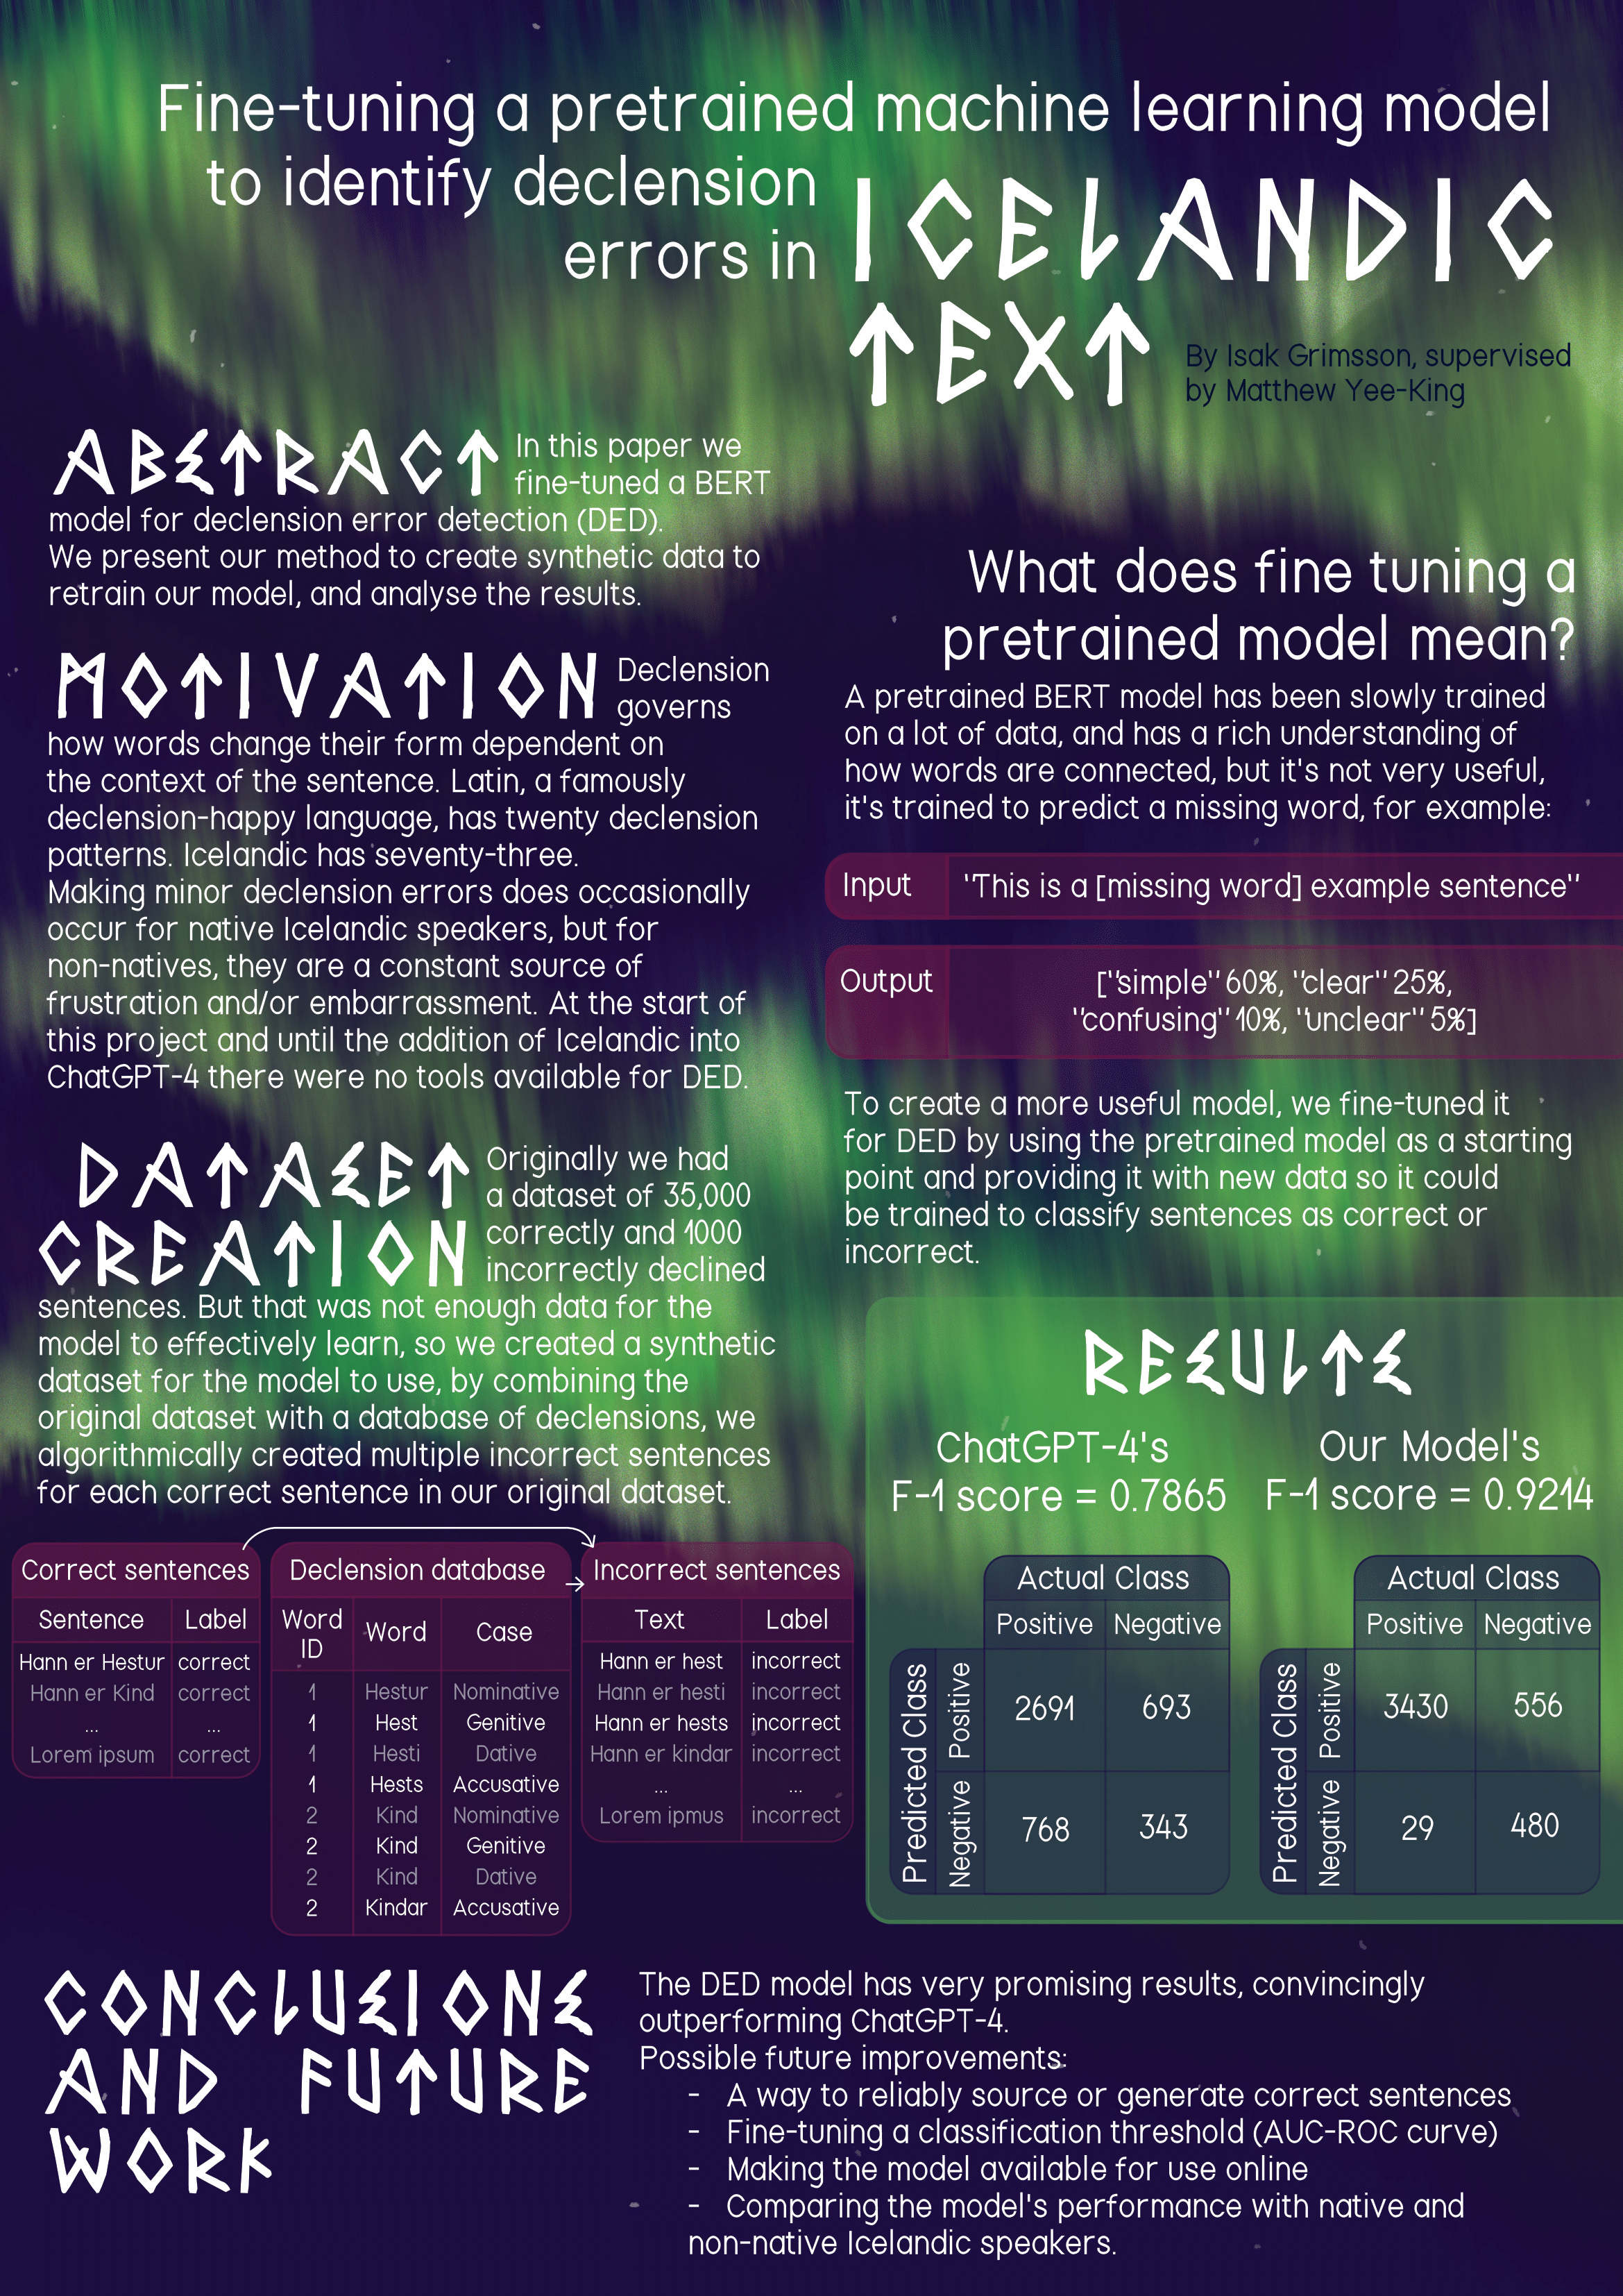 Fine-tuning a pretrained machine learning model
to identify declension
errors in ICELANDIC
TEXT
By Isak Grimsson, supervised
by Matthew Yee-King
ABSTRACT In this paper we
fine-tuned a BERT
model for declension error detection (DED).
We present our method to create synthetic data to
retrain our model, and analyse the results.
MOTIVATION Declension
governs
how words change their form dependent on
the context of the sentence. Latin, a famously
declension-happy language, has twenty declension
patterns. Icelandic has seventy-three.
Making minor declension errors does occasionally
occur for native Icelandic speakers, but for
non-natives, they are a constant source of
frustration and/or embarrassment. At the start of
this project and until the addition of Icelandic into
ChatGPT-4 there were no tools available for DED.
DATASET
CREATION
Originally we had
a dataset of 35,000
correctly and 1000
incorrectly declined
sentences. But that was not enough data for the
model to effectively learn, so we created a synthetic
dataset for the model to use, by combining the
original dataset with a database of declensions, we
algorithmically created multiple incorrect sentences
for each correct sentence in our original dataset.
Correct sentences
Sentence Label
Hann er Hestur correct
Hann er Kind correct
... ...
Lorem ipsum correct
Declension database
Word ID Word Case
1 Hestur Nominative
1 Hest Genitive
1 Hesti Dative
1 Hests Accusative
2 Kind Nominative
2 Kind Genitive
2 Kind Dative
2 Kindar Accusative
Incorrect sentences
Text Label
Hann er hest incorrect
Hann er hesti incorrect
Hann er hests incorrect
Hann er kindar incorrect
... ...
Lorem ipmus incorrect
What does fine tuning a
pretrained model mean?
A pretrained BERT model has been slowly trained
on a lot of data, and has a rich understanding of
how words are connected, but it's not very useful,
it's trained to predict a missing word, for example:
Input "This is a [missing word] example sentence"
Output ["simple" 60%, "clear" 25%,
"confusing" 10%, "unclear" 5%]
To create a more useful model, we fine-tuned it
for DED by using the pretrained model as a starting
point and providing it with new data so it could
be trained to classify sentences as correct or
incorrect.
RESULTS
ChatGPT-4's
F-1 score = 0.7865
Actual Class
Positive Negative
Predicted Class
Positive 2691 693
Negative 768 343
Our Model's
F-1 score = 0.9214
Actual Class
Positive Negative
Predicted Class
Positive 3430 556
Negative 29 480
CONCLUSIONS
AND FUTURE
WORK
The DED model has very promising results, convincingly
outperforming ChatGPT-4.
Possible future improvements:
- A way to reliably source or generate correct sentences
- Fine-tuning a classification threshold (AUC-ROC curve)
- Making the model available for use online
- Comparing the model's performance with native and
non-native Icelandic speakers.